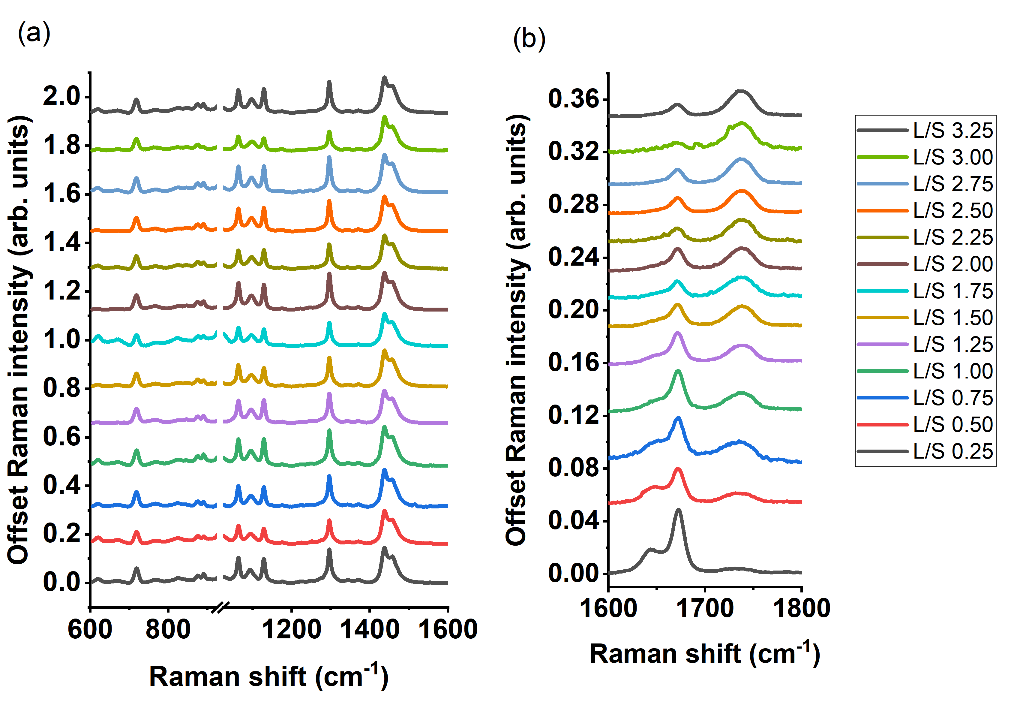 (a)
(b)
Offset Raman intensity (arb. units)
2.0
1.8
1.6
1.4
1.2
1.0
0.8
0.6
0.4
0.2
0.0
600 800 1200 1400 1600
Raman shift (cm⁻¹)
Offset Raman intensity (arb. units)
0.36
0.32
0.28
0.24
0.20
0.16
0.12
0.08
0.04
0.00
1600 1700 1800
Raman shift (cm⁻¹)
L/S 3.25
L/S 3.00
L/S 2.75
L/S 2.50
L/S 2.25
L/S 2.00
L/S 1.75
L/S 1.50
L/S 1.25
L/S 1.00
L/S 0.75
L/S 0.50
L/S 0.25